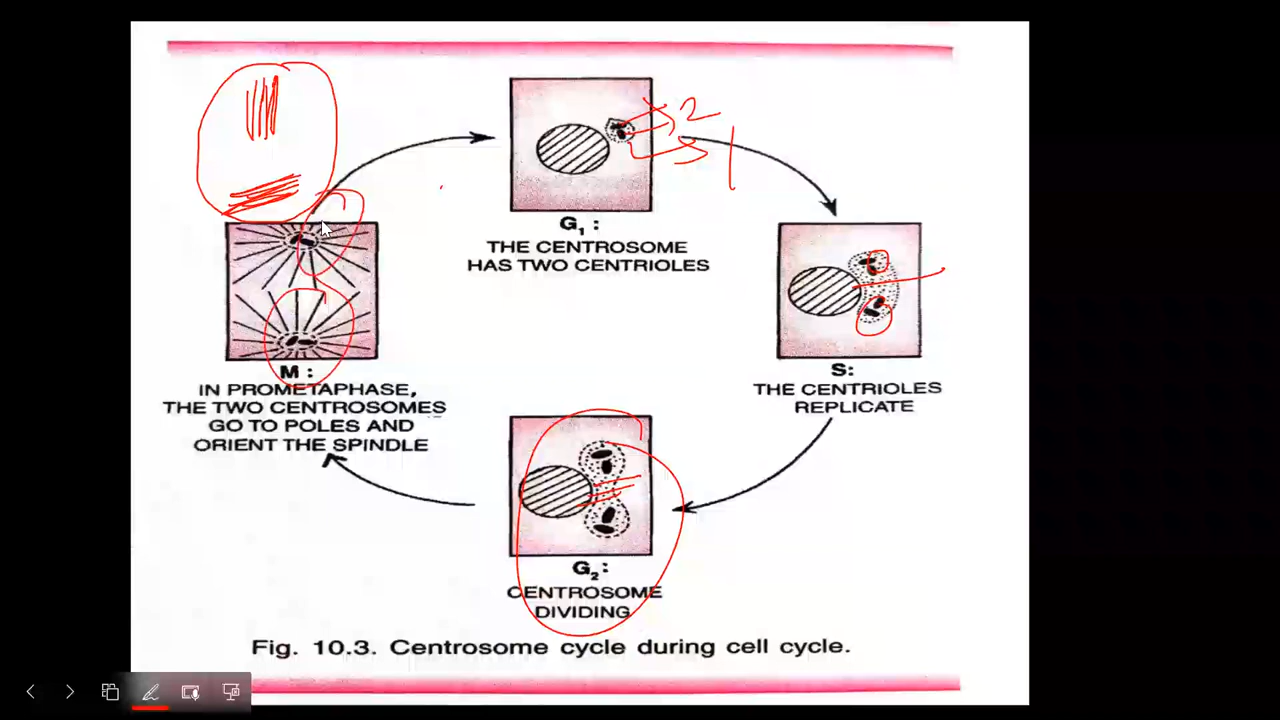 2
1
G1 :
THE CENTROSOME
HAS TWO CENTRIOLES
S:
THE CENTRIOLES
REPLICATE
M :
IN PROMETAPHASE,
THE TWO CENTROSOMES
GO TO POLES AND
ORIENT THE SPINDLE
G2:
CENTROSOME
DIVIDING
Fig. 10.3. Centrosome cycle during cell cycle.